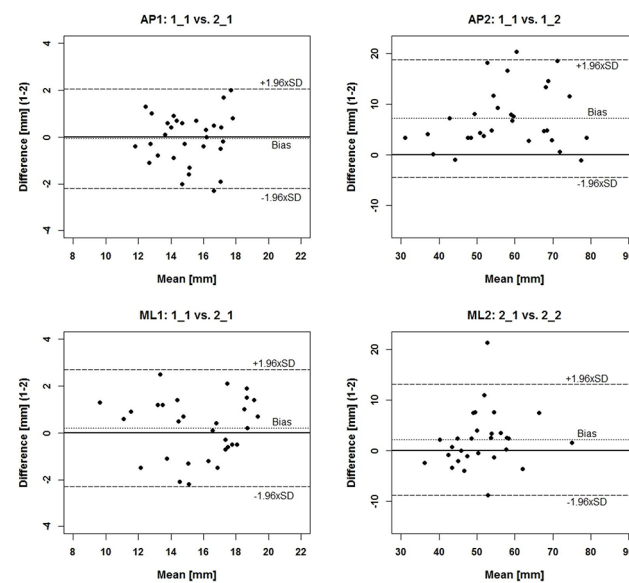 AP1: 1_1 vs. 2_1
4
2
0
-2
-4
Difference [mm] (1-2)
+1.96xSD
Bias
-1.96xSD
8 10 12 14 16 18 20 22
Mean [mm]
AP2: 1_1 vs. 1_2
20
10
0
-10
Difference [mm] (1-2)
+1.96xSD
Bias
-1.96xSD
30 40 50 60 70 80 90
Mean [mm]
ML1: 1_1 vs. 2_1
4
2
0
-2
-4
Difference [mm] (1-2)
+1.96xSD
Bias
-1.96xSD
8 10 12 14 16 18 20 22
Mean [mm]
ML2: 2_1 vs. 2_2
20
10
0
-10
Difference [mm] (1-2)
+1.96xSD
Bias
-1.96xSD
30 40 50 60 70 80
Mean [mm]